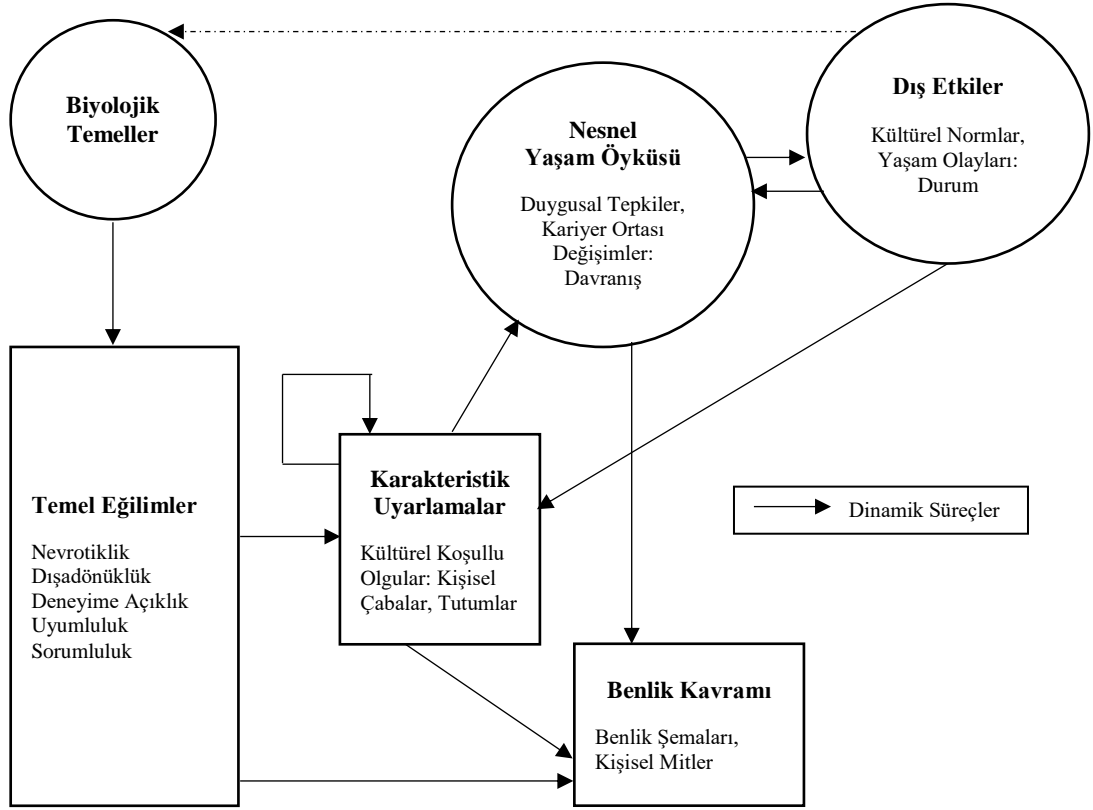 Biyolojik
Temeller
Nesnel
Yaşam Öyküsü
Duygusal Tepkiler,
Kariyer Ortası
Değişimler:
Davranış
Dış Etkiler
Kültürel Normlar,
Yaşam Olayları:
Durum
Temel Eğilimler
Nevrotiklik
Dışadönüklük
Deneyime Açıklık
Uyumluluk
Sorumluluk
Karakteristik
Uyarlamalar
Kültürel Koşullu
Olgular: Kişisel
Çabalar, Tutumlar
Dinamik Süreçler
Benlik Kavramı
Benlik Şemaları,
Kişisel Mitler